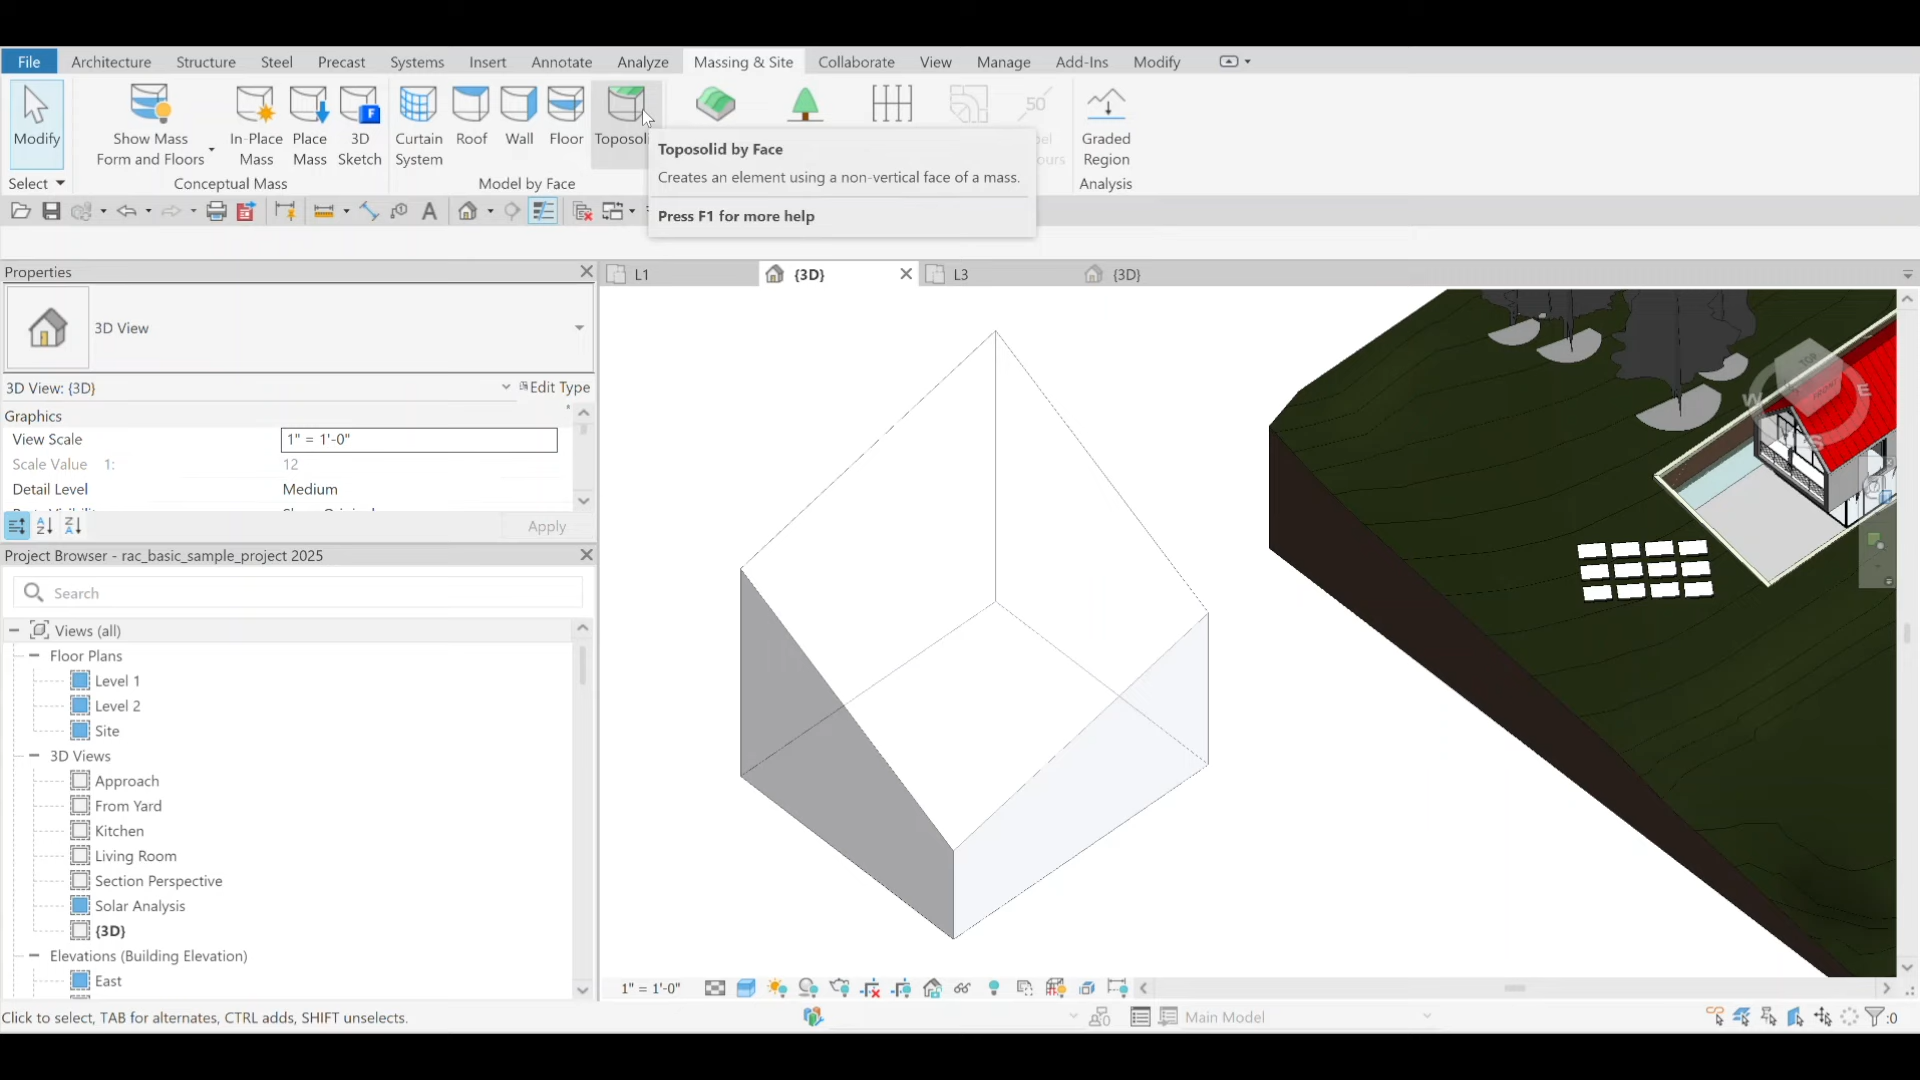 File Architecture Structure Steel Precast Systems Insert Annotate Analyze Massing & Site Collaborate View Manage Add-Ins Modify
Modify
Show Mass
Form and Floors
In-Place
Mass
Place
Mass
3D
Sketch
Curtain
System
Roof
Wall
Floor
50
Graded
Region
Select
Conceptual Mass
Model by Face
Analysis
Toposolid by Face
Creates an element using a non-vertical face of a mass.
Press F1 for more help
Properties
L1
{3D}
L3
{3D}
3D View
3D View: {3D}
Edit Type
Graphics
View Scale
1" = 1'-0"
Scale Value 1:
12
Detail Level
Medium
Apply
Project Browser - rac_basic_sample_project 2025
Search
Views (all)
Floor Plans
Level 1
Level 2
Site
3D Views
Approach
From Yard
Kitchen
Living Room
Section Perspective
Solar Analysis
{3D}
Elevations (Building Elevation)
East
TOP
W
E
S
1" = 1'-0"
Click to select, TAB for alternates, CTRL adds, SHIFT unselects.
Main Model
:0